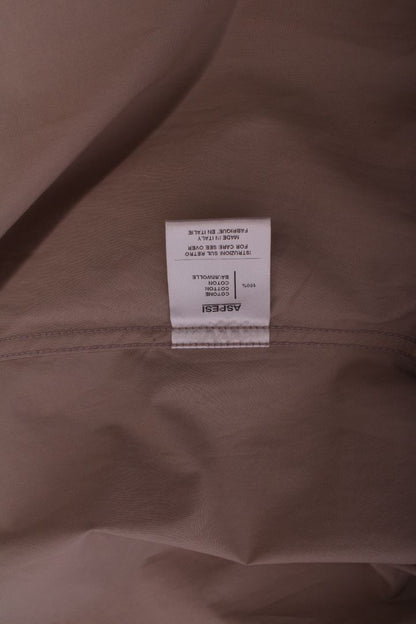 ASPESI
100%
COTONE
COTTON
COTON
BAUMWOLLE
ISTRUZIONI SUL RETRO
FOR CARE SEE OVER
MADE IN ITALY
FABRIQUE EN ITALIE